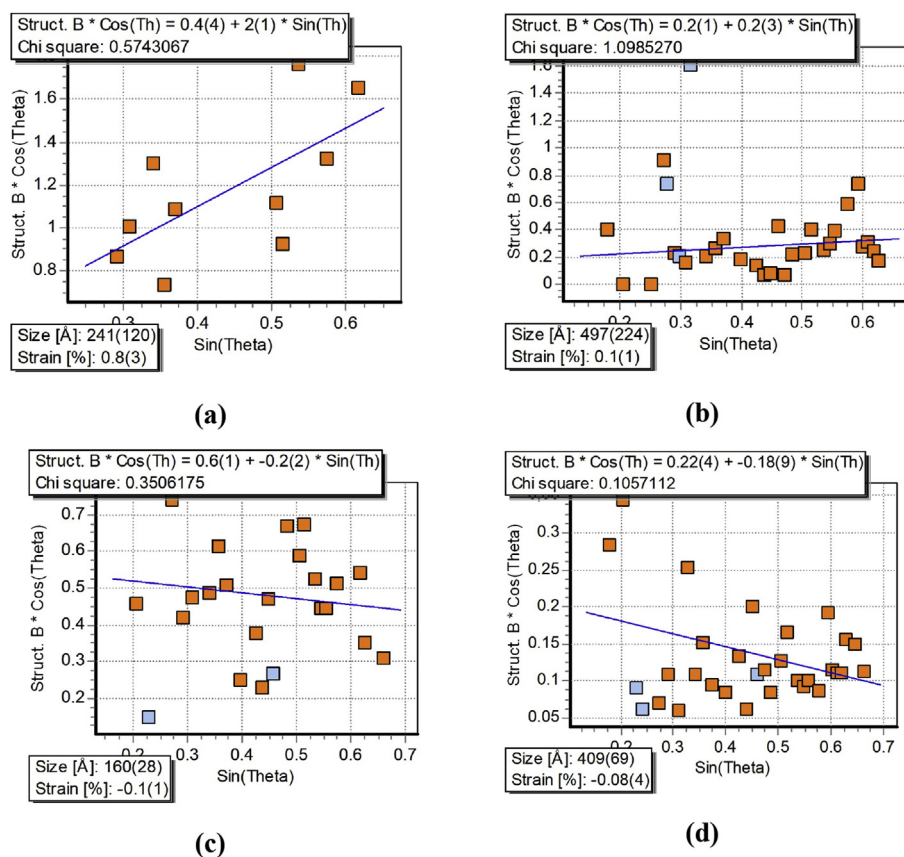 Struct. B * Cos(Th) = 0.4(4) + 2(1) * Sin(Th)
Chi square: 0.5743067
1.6
1.4
1.2
1
0.8
Struct. B * Cos(Theta)
0.3 0.4 0.5 0.6
Sin(Theta)
Size [Å]: 241(120)
Strain [%]: 0.8(3)
(a)
Struct. B * Cos(Th) = 0.2(1) + 0.2(3) * Sin(Th)
Chi square: 1.0985270
1.6
1.4
1.2
1
0.8
0.6
0.4
0.2
0
Struct. B * Cos(Theta)
0.2 0.3 0.4 0.5 0.6
Sin(Theta)
Size [Å]: 497(224)
Strain [%]: 0.1(1)
(b)
Struct. B * Cos(Th) = 0.6(1) + -0.2(2) * Sin(Th)
Chi square: 0.3506175
0.7
0.6
0.5
0.4
0.3
0.2
Struct. B * Cos(Theta)
0.2 0.3 0.4 0.5 0.6 0.7
Sin(Theta)
Size [Å]: 160(28)
Strain [%]: -0.1(1)
(c)
Struct. B * Cos(Th) = 0.22(4) + -0.18(9) * Sin(Th)
Chi square: 0.1057112
0.3
0.25
0.2
0.15
0.1
0.05
Struct. B * Cos(Theta)
0.2 0.3 0.4 0.5 0.6 0.7
Sin(Theta)
Size [Å]: 409(69)
Strain [%]: -0.08(4)
(d)